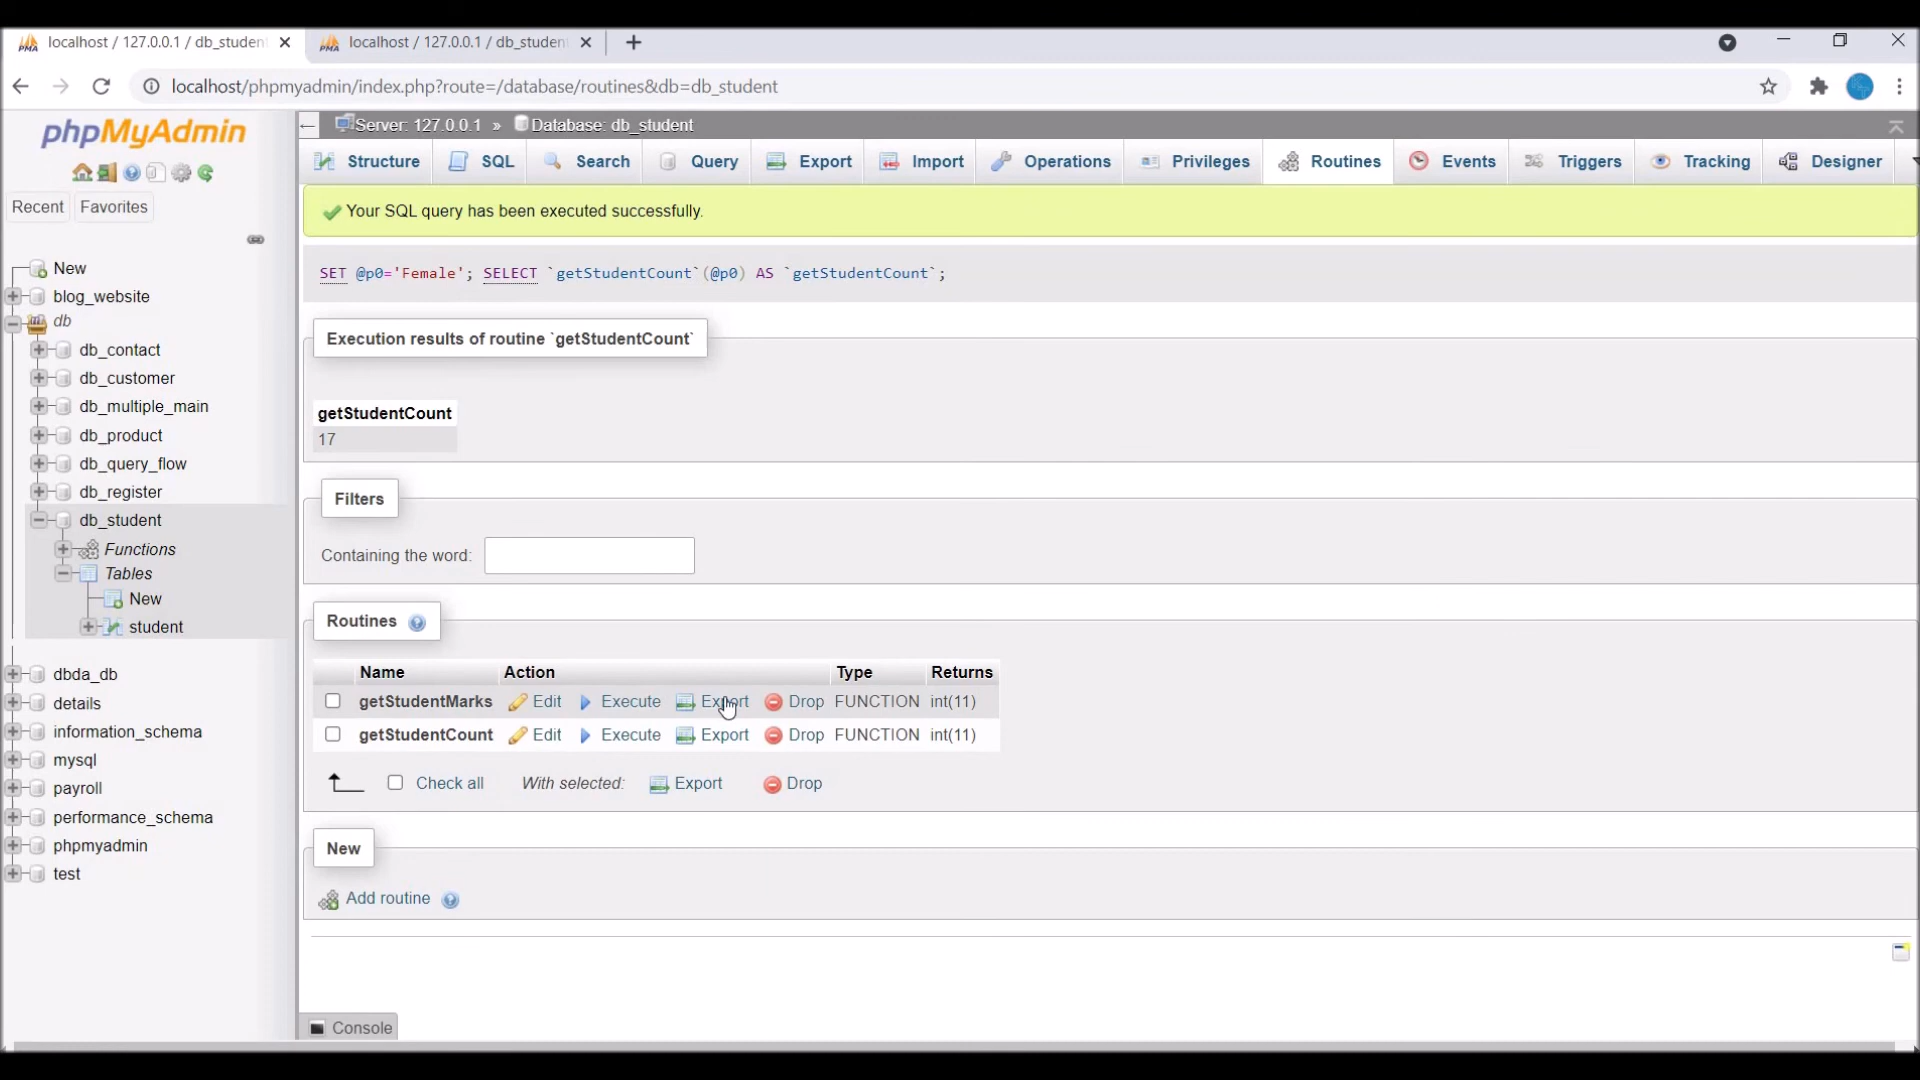 localhost / 127.0.0.1 / db_studen
localhost / 127.0.0.1 / db_studen
localhost/phpmyadmin/index.php?route=/database/routines&db=db_student
phpMyAdmin
Recent Favorites
New
blog_website
db
db_contact
db_customer
db_multiple_main
db_product
db_query_flow
db_register
db_student
Functions
Tables
New
student
dbda_db
details
information_schema
mysql
payroll
performance_schema
phpmyadmin
test
Server: 127.0.0.1 » Database: db_student
Structure SQL Search Query Export Import Operations Privileges Routines Events Triggers Tracking Designer
Your SQL query has been executed successfully.
SET @p0='Female'; SELECT `getStudentCount`(@p0) AS `getStudentCount`;
Execution results of routine `getStudentCount`
getStudentCount
17
Filters
Containing the word:
Routines
Name Action Type Returns
getStudentMarks Edit Execute Export Drop FUNCTION int(11)
getStudentCount Edit Execute Export Drop FUNCTION int(11)
Check all With selected: Export Drop
New
Add routine
Console